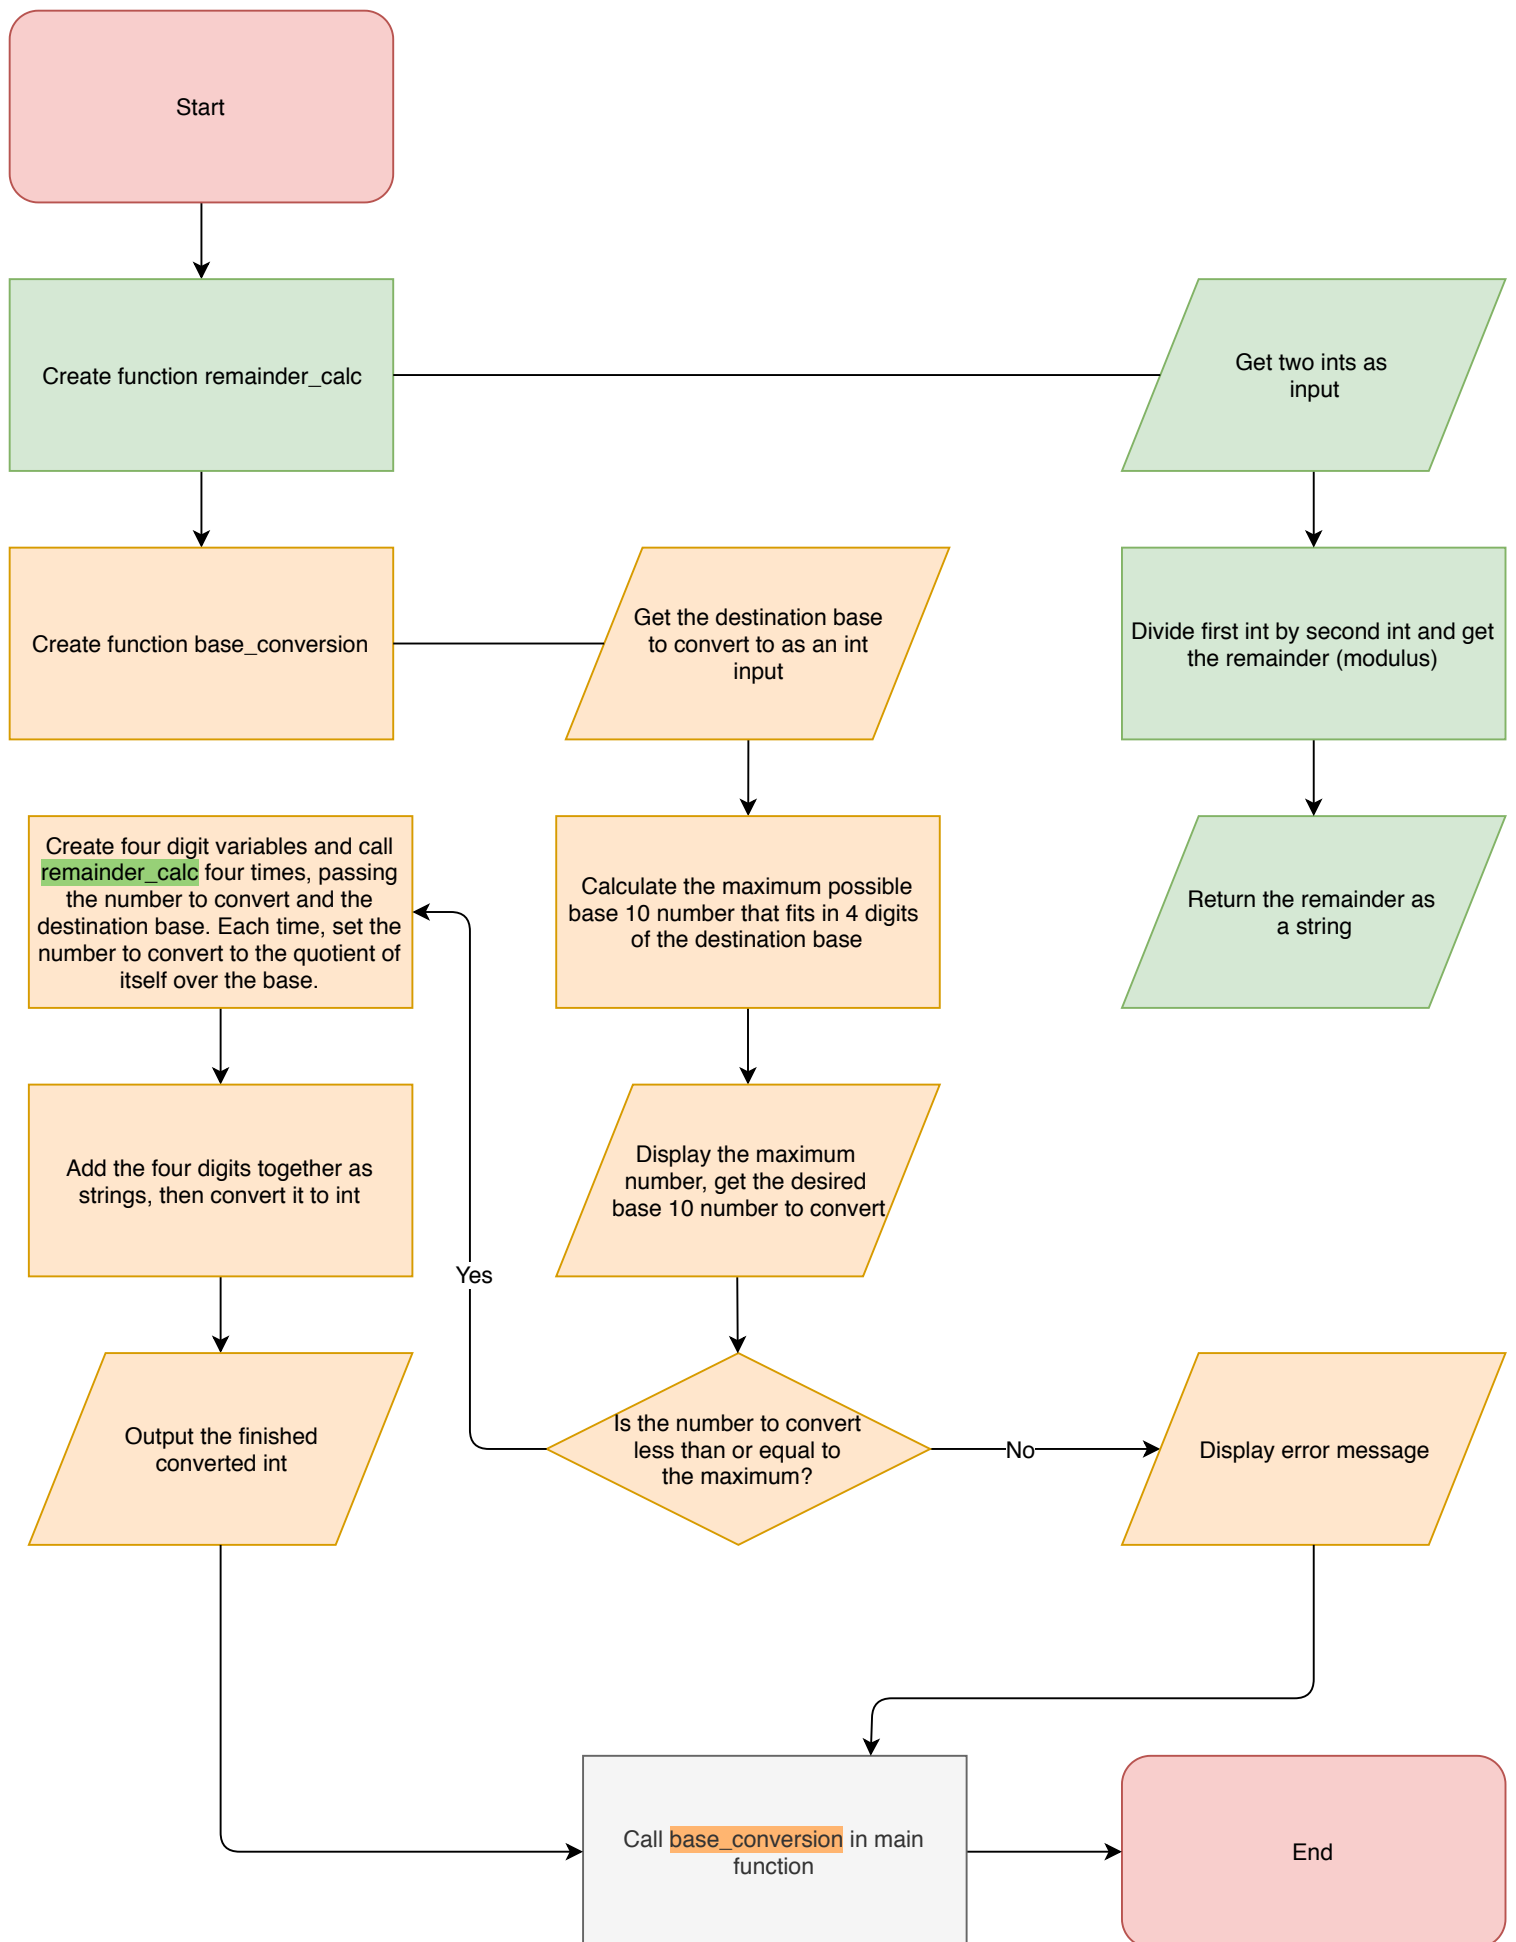 Start
Create function remainder_calc
Get two ints as
input
Create function base_conversion
Get the destination base
to convert to as an int
input
Divide first int by second int and get
the remainder (modulus)
Create four digit variables and call
remainder_calc four times, passing
the number to convert and the
destination base. Each time, set the
number to convert to the quotient of
itself over the base.
Calculate the maximum possible
base 10 number that fits in 4 digits
of the destination base
Return the remainder as
a string
Add the four digits together as
strings, then convert it to int
Display the maximum
number, get the desired
base 10 number to convert
Yes
Output the finished
converted int
Is the number to convert
less than or equal to
the maximum?
No
Display error message
Call base_conversion in main
function
End